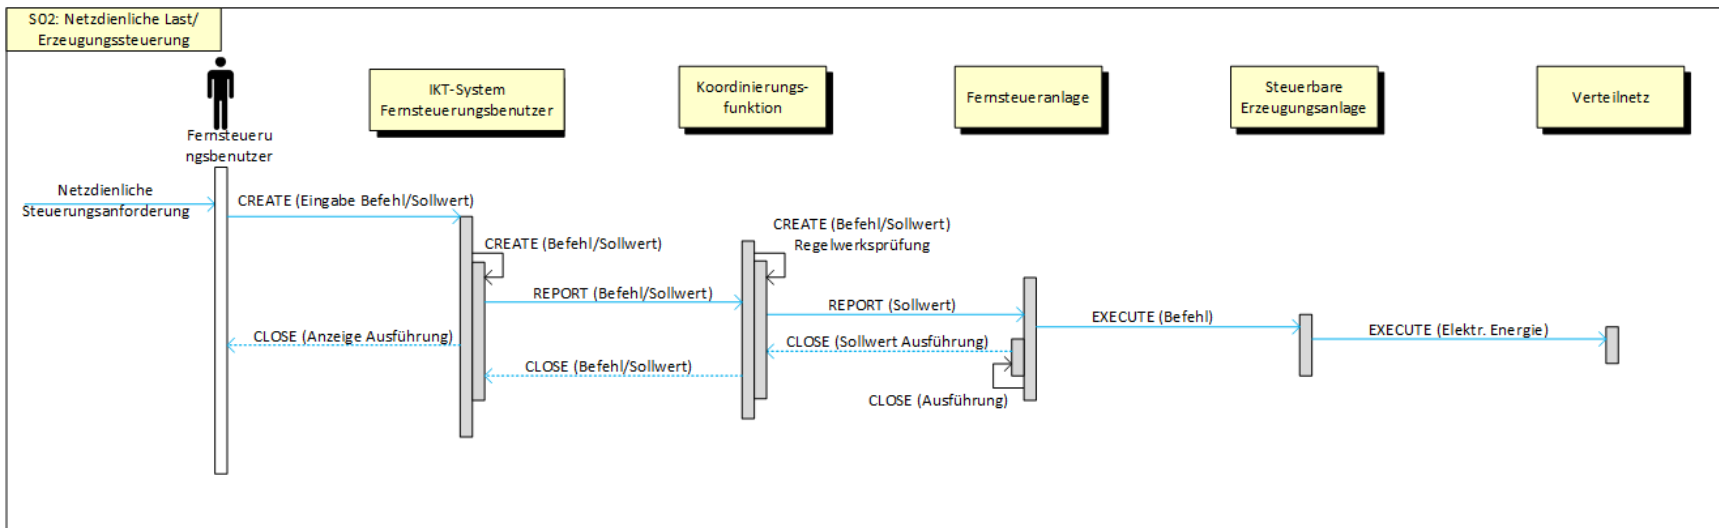 SO2: Netzdienliche Last/
Erzeugungssteuerung
Fernsteueru
ngsbenutzer
IKT-System
Fernsteuerungsbenutzer
Koordinierungs-
funktion
Fernsteueranlage
Steuerbare
Erzeugungsanlage
Verteilnetz
Netzdienliche
Steuerungsanforderung
CREATE (Eingabe Befehl/Sollwert)
CREATE (Befehl/Sollwert)
CREATE (Befehl/Sollwert)
Regelwerksprüfung
REPORT (Befehl/Sollwert)
REPORT (Sollwert)
EXECUTE (Befehl)
EXECUTE (Elektr. Energie)
CLOSE (Anzeige Ausführung)
CLOSE (Sollwert Ausführung)
CLOSE (Befehl/Sollwert)
CLOSE (Ausführung)